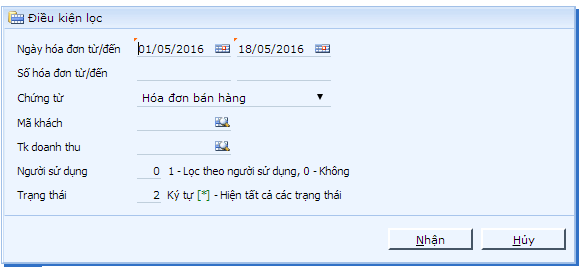 Điều kiện lọc
Ngày hóa đơn từ/đến 01/05/2016 18/05/2016
Số hóa đơn từ/đến
Chứng từ Hóa đơn bán hàng
Mã khách
Tk doanh thu
Người sử dụng 0 1 - Lọc theo người sử dụng, 0 - Không
Trạng thái 2 Ký tự [*] - Hiện tất cả các trạng thái
Nhận Hủy